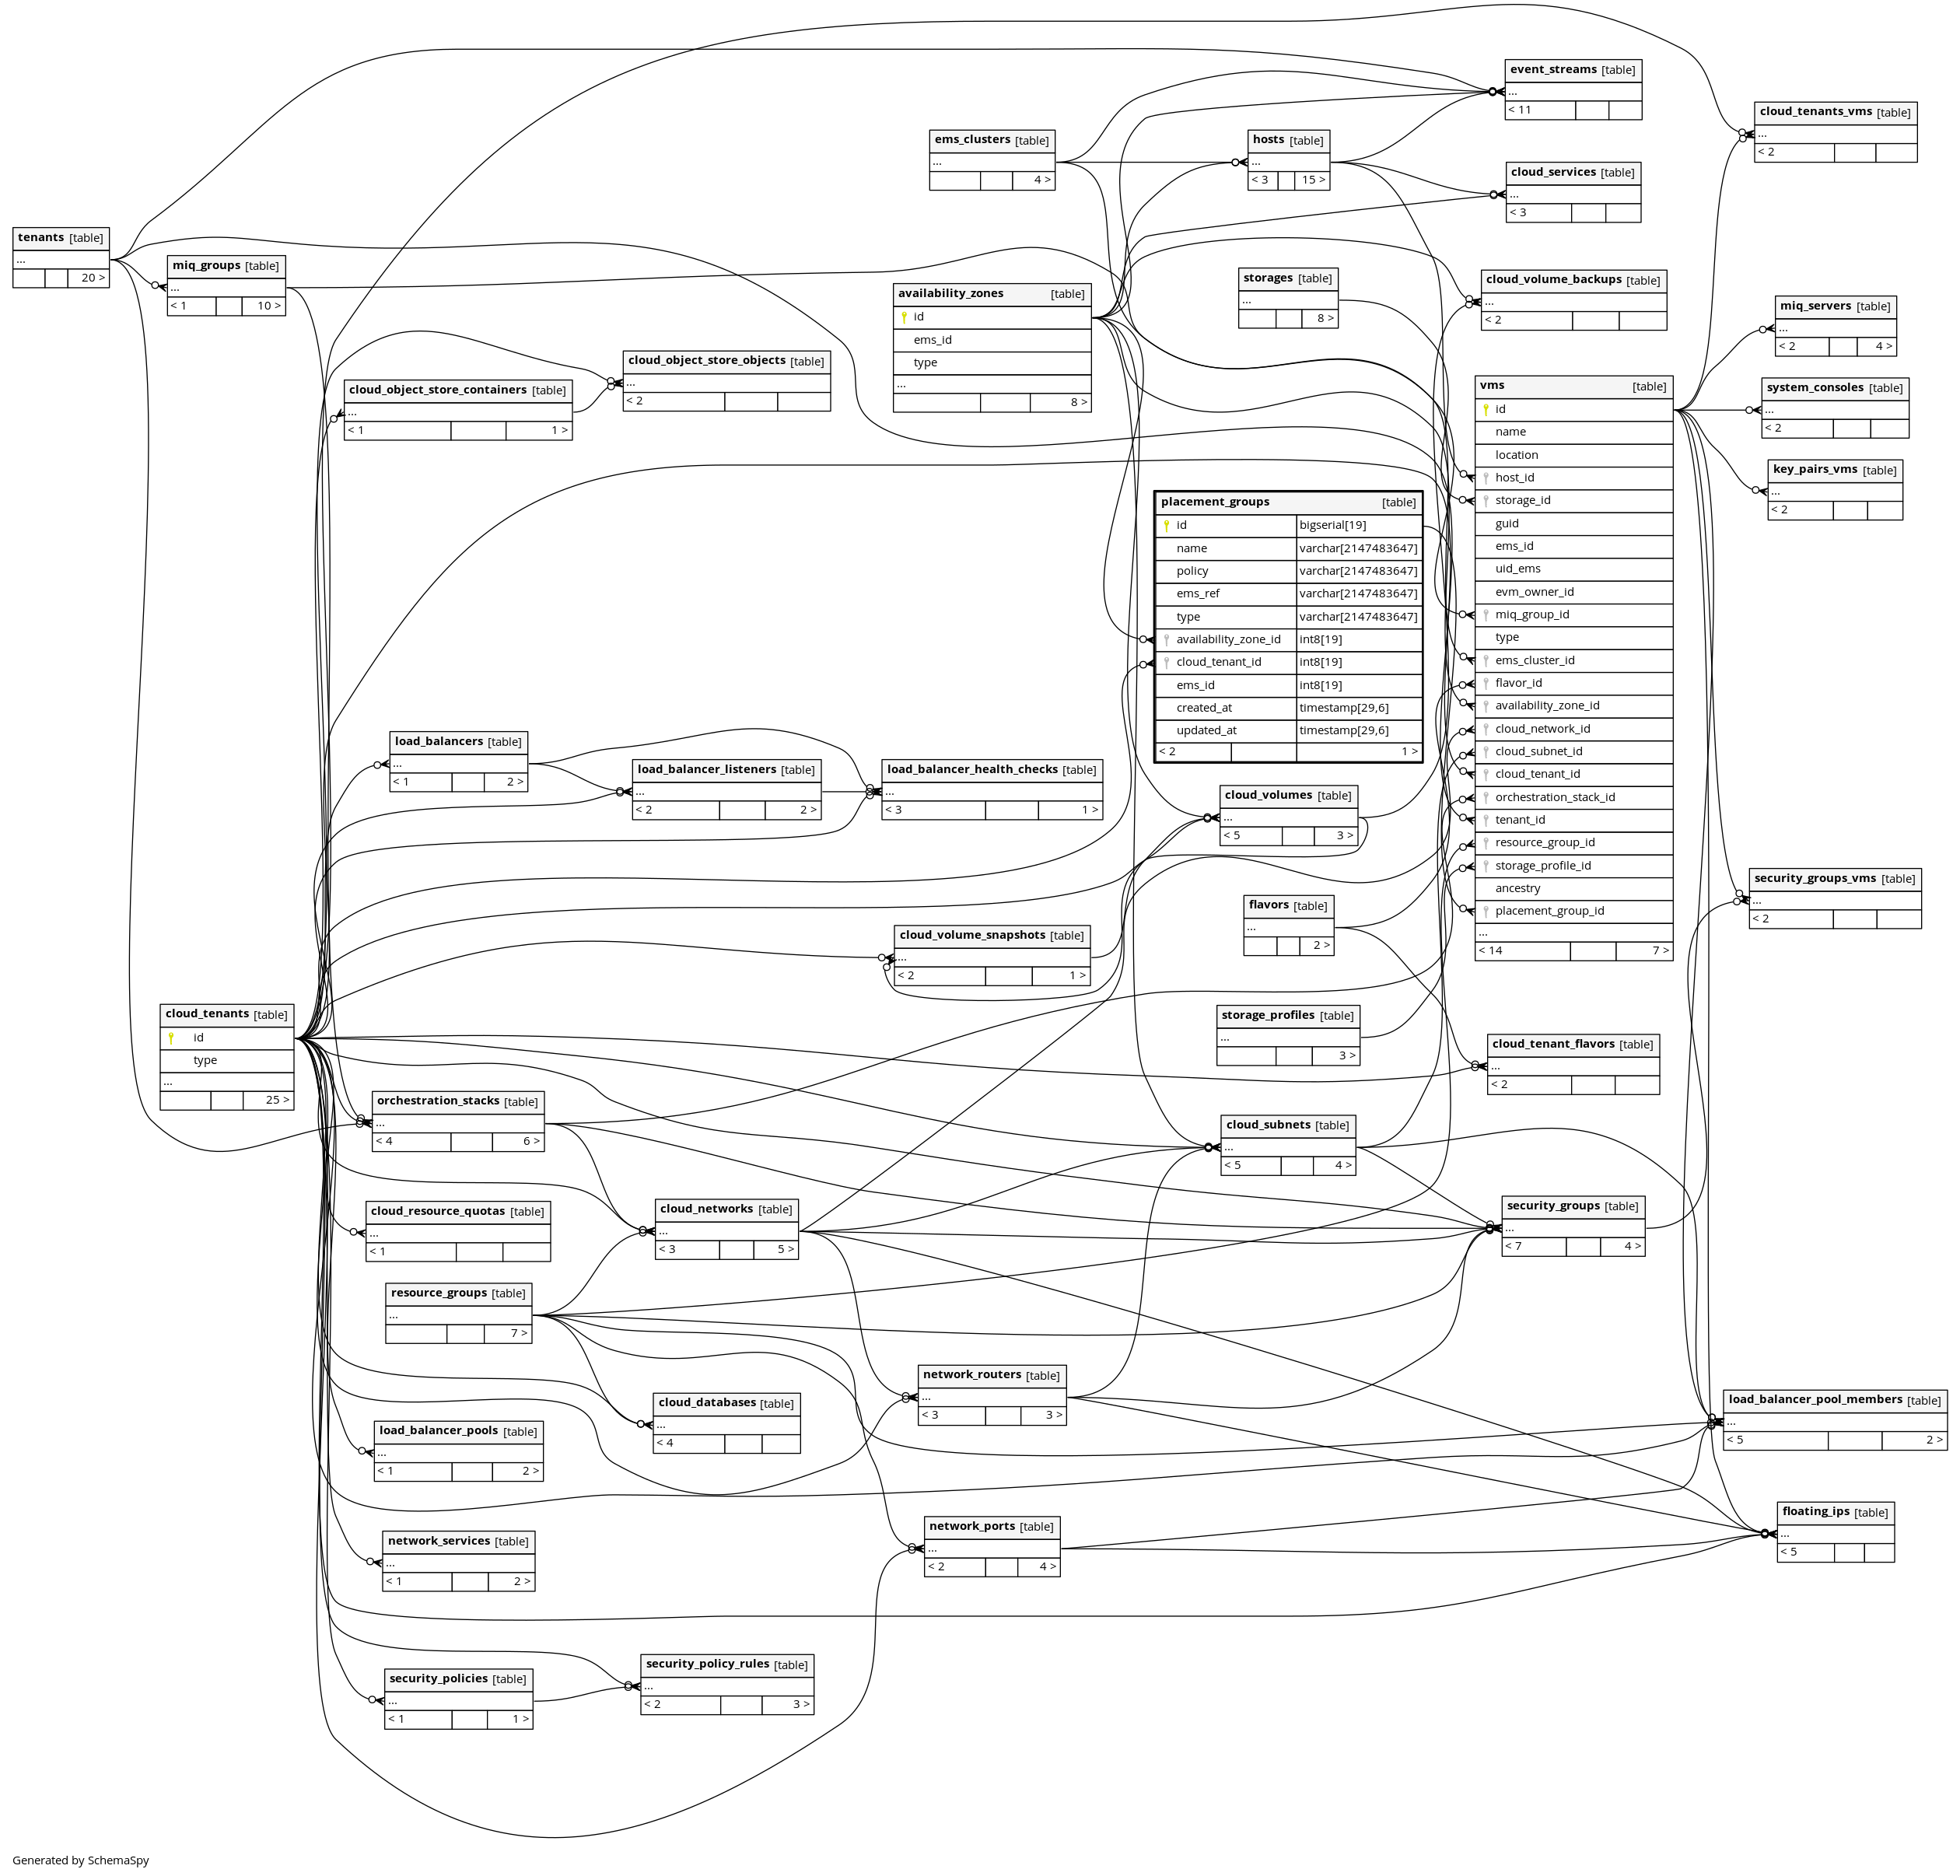 event_streams [table]
...
< 11
cloud_tenants_vms [table]
...
< 2
ems_clusters [table]
...
4 >
hosts [table]
...
< 3 15 >
cloud_services [table]
...
< 3
tenants [table]
...
20 >
miq_groups [table]
...
< 1 10 >
availability_zones [table]
id
ems_id
type
...
8 >
storages [table]
...
8 >
cloud_volume_backups [table]
...
< 2
miq_servers [table]
...
< 2 4 >
cloud_object_store_objects [table]
...
< 2
cloud_object_store_containers [table]
...
< 1 1 >
system_consoles [table]
...
< 2
key_pairs_vms [table]
...
< 2
vms [table]
id
name
location
host_id
storage_id
guid
ems_id
uid_ems
evm_owner_id
miq_group_id
type
ems_cluster_id
flavor_id
availability_zone_id
cloud_network_id
cloud_subnet_id
cloud_tenant_id
orchestration_stack_id
tenant_id
resource_group_id
storage_profile_id
ancestry
placement_group_id
...
< 14 7 >
placement_groups [table]
id bigserial[19]
name varchar[2147483647]
policy varchar[2147483647]
ems_ref varchar[2147483647]
type varchar[2147483647]
availability_zone_id int8[19]
cloud_tenant_id int8[19]
ems_id int8[19]
created_at timestamp[29,6]
updated_at timestamp[29,6]
< 2 1 >
load_balancers [table]
...
< 1 2 >
load_balancer_listeners [table]
...
< 2 2 >
load_balancer_health_checks [table]
...
< 3 1 >
cloud_volumes [table]
...
< 5 3 >
security_groups_vms [table]
...
< 2
flavors [table]
...
2 >
cloud_volume_snapshots [table]
...
< 2 1 >
cloud_tenants [table]
id
type
...
25 >
storage_profiles [table]
...
3 >
cloud_tenant_flavors [table]
...
< 2
orchestration_stacks [table]
...
< 4 6 >
cloud_subnets [table]
...
< 5 4 >
cloud_resource_quotas [table]
...
< 1
cloud_networks [table]
...
< 3 5 >
security_groups [table]
...
< 7 4 >
resource_groups [table]
...
7 >
network_routers [table]
...
< 3 3 >
cloud_databases [table]
...
< 4
load_balancer_pool_members [table]
...
< 5 2 >
load_balancer_pools [table]
...
< 1 2 >
floating_ips [table]
...
< 5
network_services [table]
...
< 1 2 >
network_ports [table]
...
< 2 4 >
security_policy_rules [table]
...
< 2 3 >
security_policies [table]
...
< 1 1 >
Generated by SchemaSpy